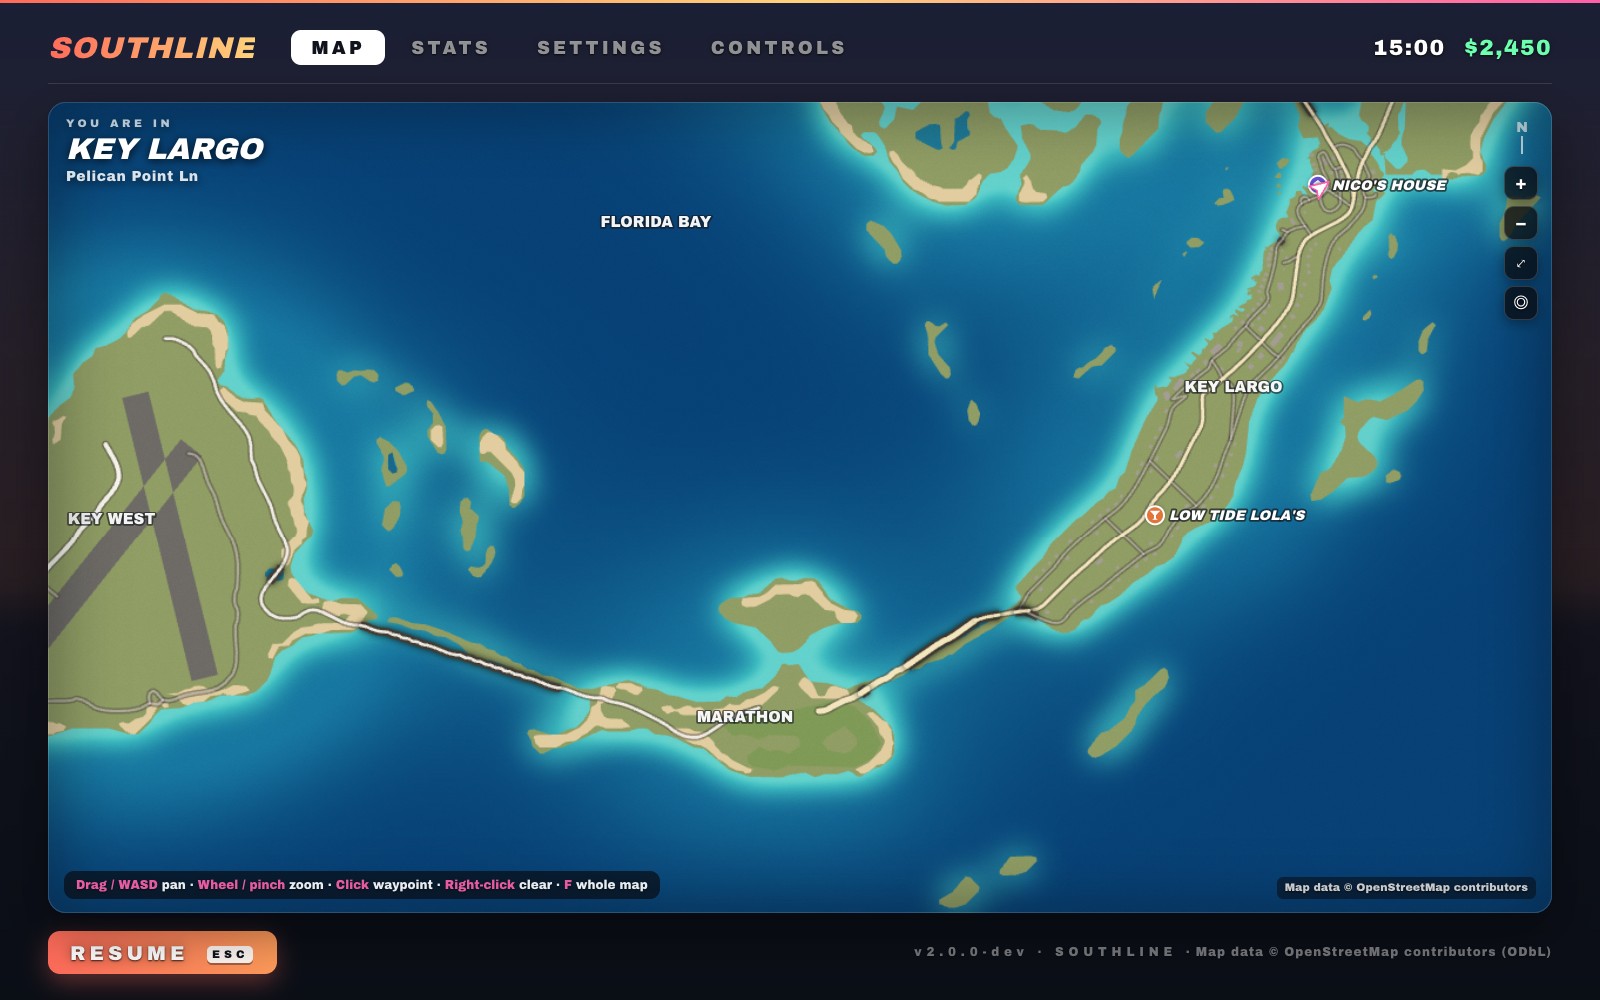 SOUTHLINE
MAP
STATS
SETTINGS
CONTROLS
15:00
$2,450
YOU ARE IN
KEY LARGO
Pelican Point Ln
N
NICO'S HOUSE
+
FLORIDA BAY
−
KEY LARGO
LOW TIDE LOLA'S
KEY WEST
MARATHON
Drag / WASD pan · Wheel / pinch zoom · Click waypoint · Right-click clear · F whole map
Map data © OpenStreetMap contributors
RESUME ESC
v2.0.0-dev · SOUTHLINE · Map data © OpenStreetMap contributors (ODbL)